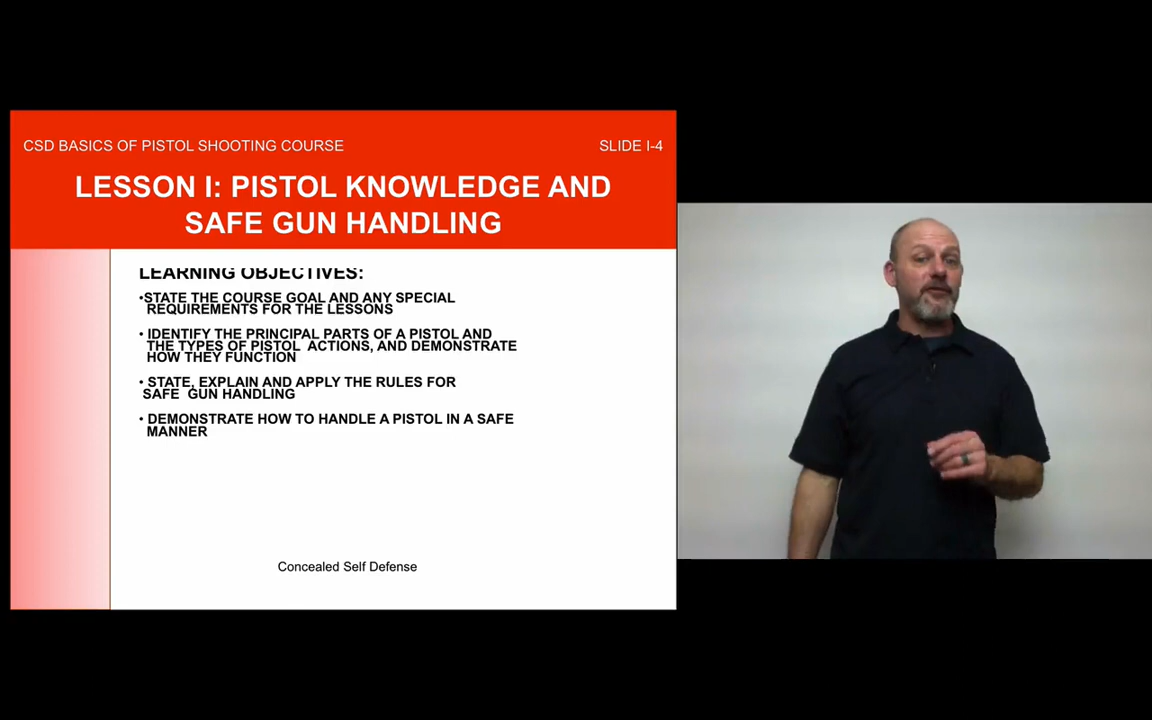 CSD BASICS OF PISTOL SHOOTING COURSE
SLIDE I-4
LESSON I: PISTOL KNOWLEDGE AND
SAFE GUN HANDLING
LEARNING OBJECTIVES:
•STATE THE COURSE GOAL AND ANY SPECIAL
REQUIREMENTS FOR THE LESSONS
• IDENTIFY THE PRINCIPAL PARTS OF A PISTOL AND
THE TYPES OF PISTOL ACTIONS, AND DEMONSTRATE
HOW THEY FUNCTION
• STATE, EXPLAIN AND APPLY THE RULES FOR
SAFE GUN HANDLING
• DEMONSTRATE HOW TO HANDLE A PISTOL IN A SAFE
MANNER
Concealed Self Defense